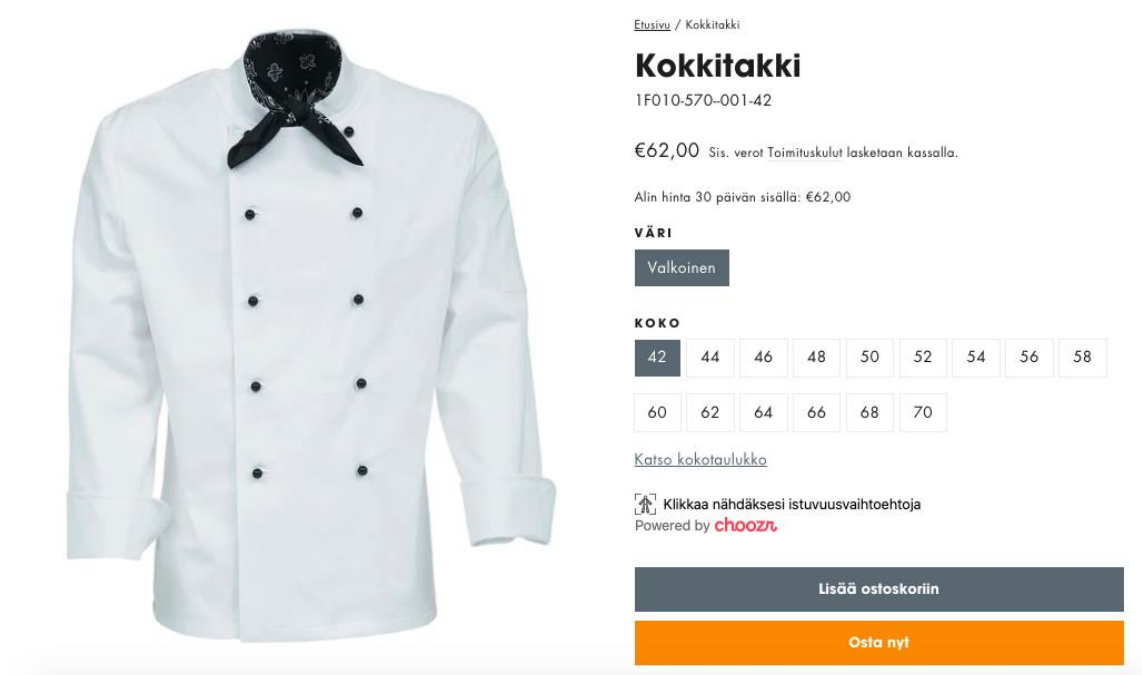 Etusivu / Kokkitakki
Kokkitakki
1F010-570-001-42
€62,00 Sis. verot Toimituskulut lasketaan kassalla.
Alin hinta 30 päivän sisällä: €62,00
VÄRI
Valkoinen
KOKO
42 44 46 48 50 52 54 56 58
60 62 64 66 68 70
Katso kokotaulukko
Klikkaa nähdäksesi istuvuusvaihtoehtoja
Powered by choozr
Lisää ostoskoriin
Osta nyt